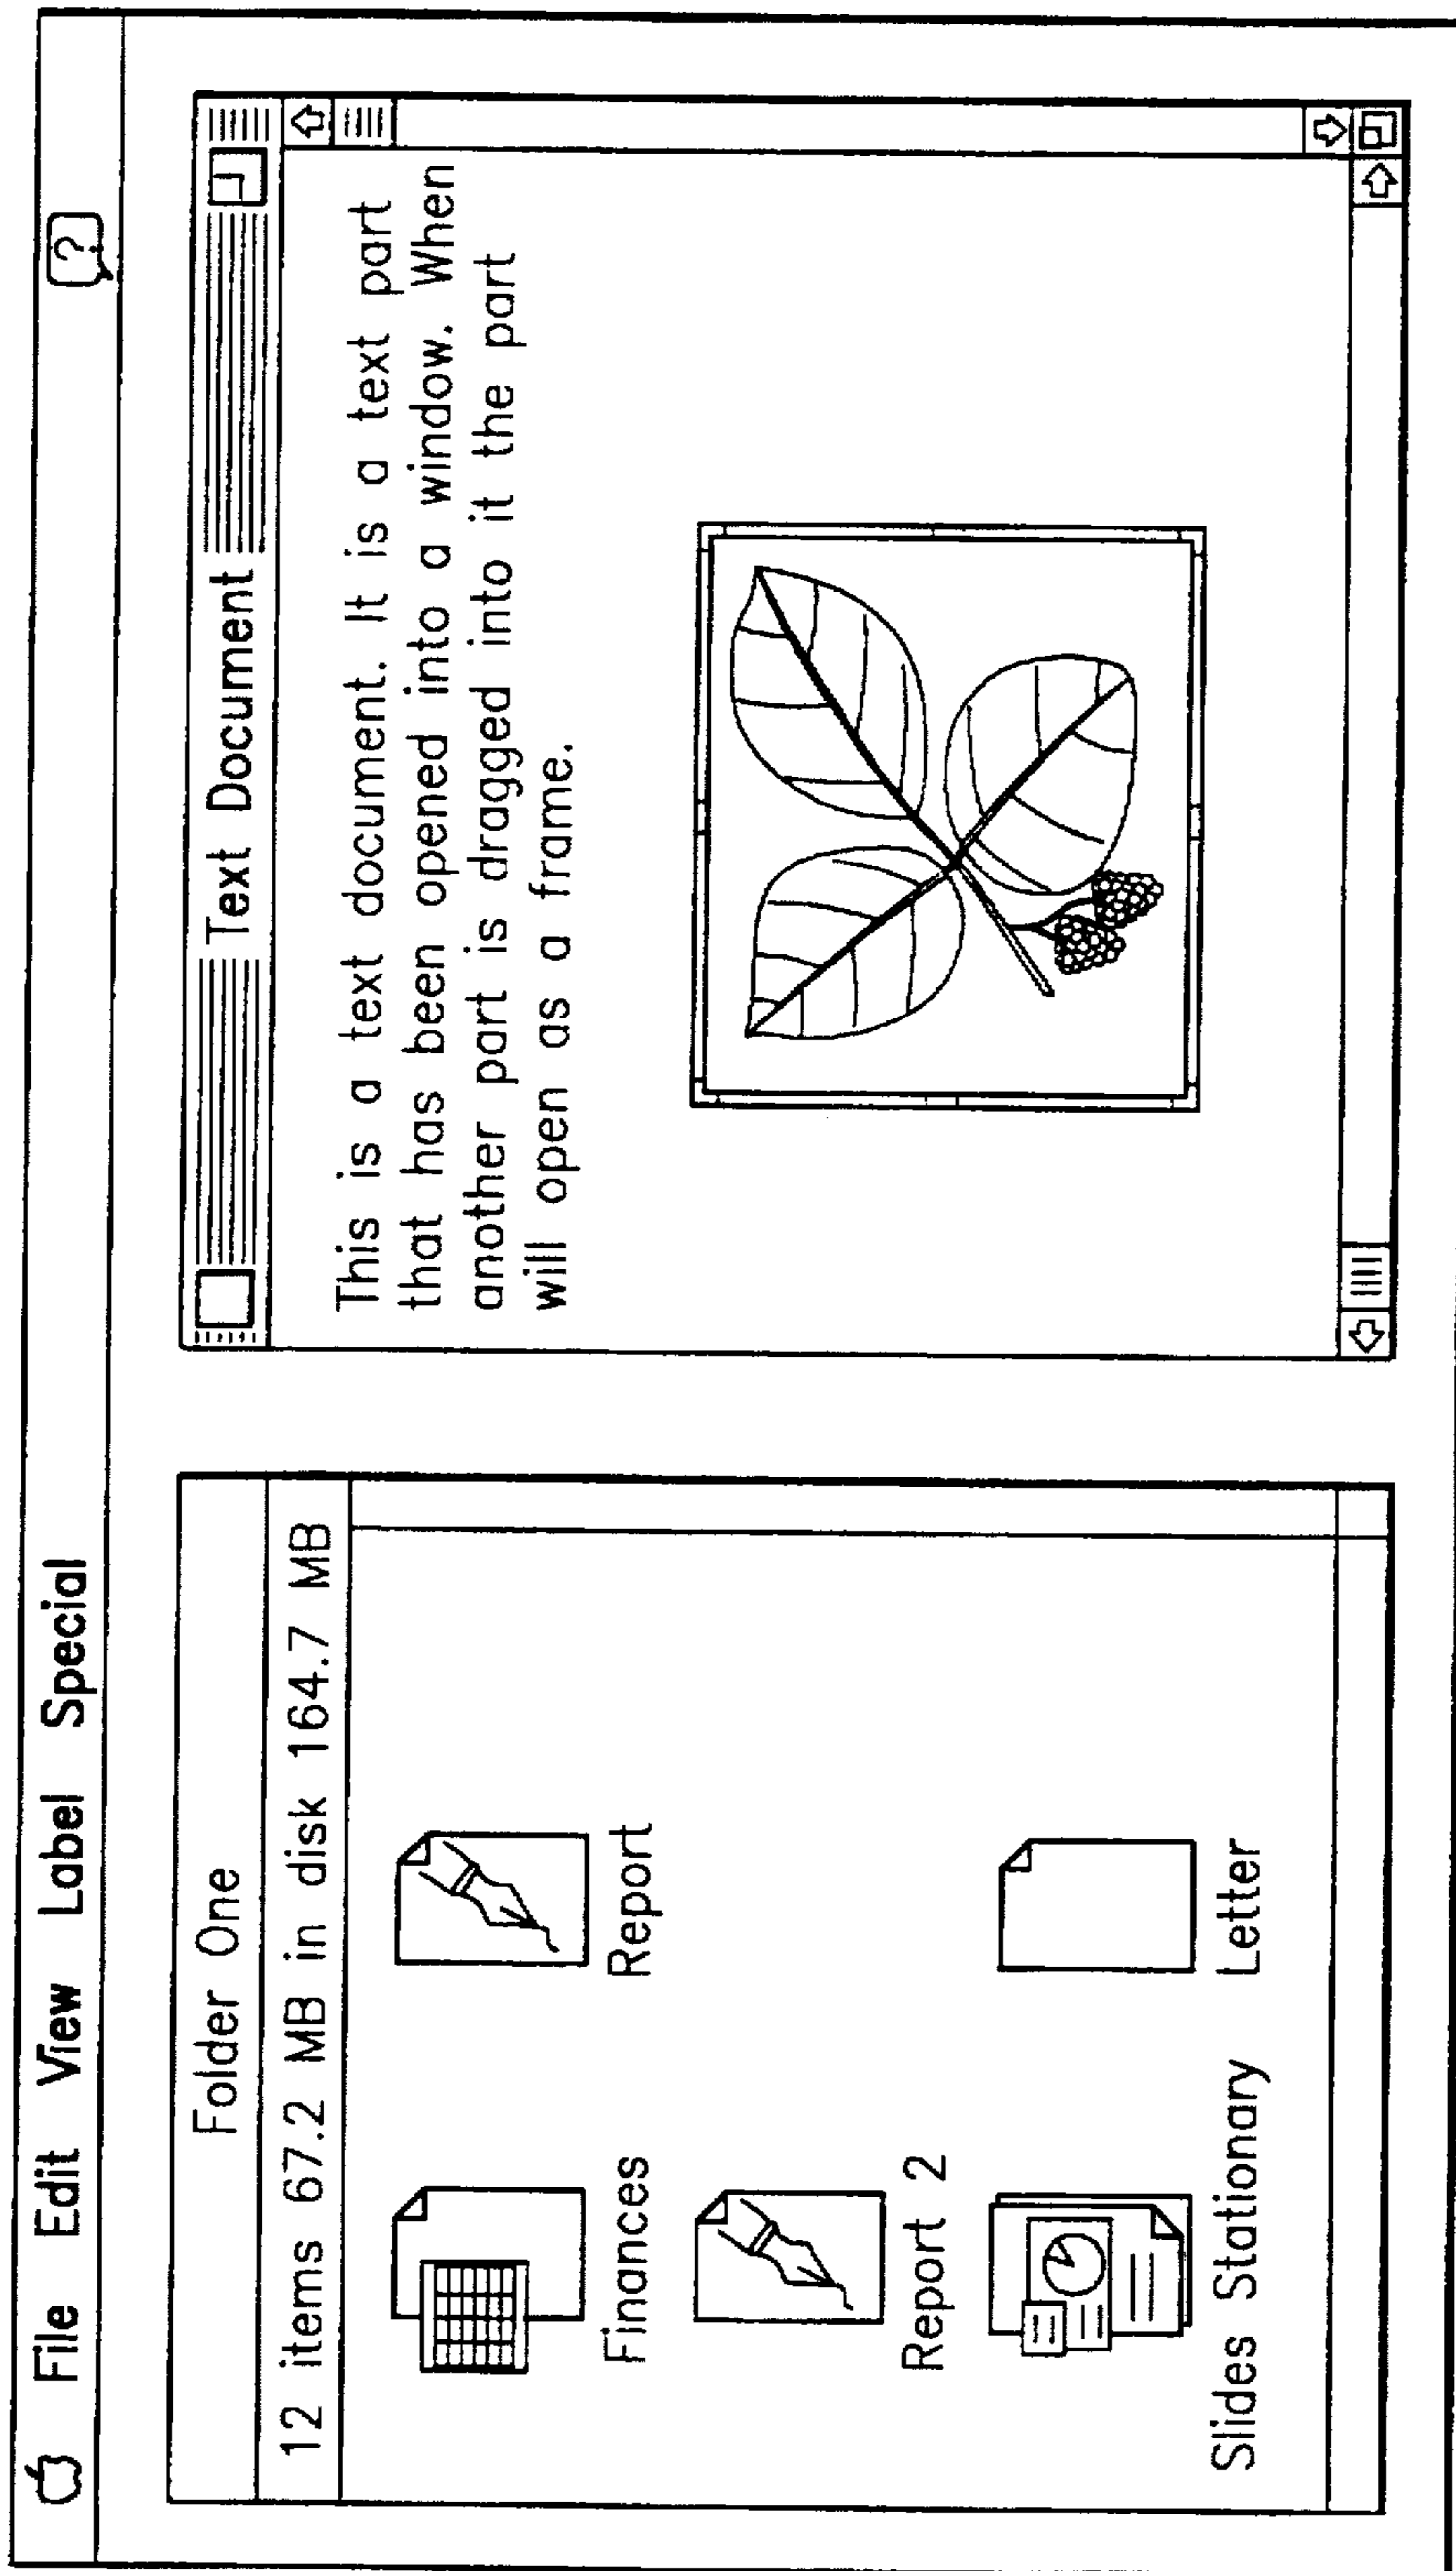 File Edit View Label Special ?
Folder One
12 items 67.2 MB in disk 164.7 MB
Finances Report
Report 2
Slides Stationary Letter
Text Document
This is a text document. It is a text part
that has been opened into a window. When
another part is dragged into it the part
will open as a frame.